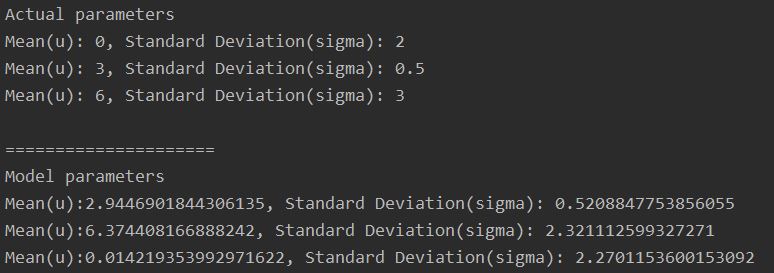 Actual parameters
Mean(u): 0, Standard Deviation(sigma): 2
Mean(u): 3, Standard Deviation(sigma): 0.5
Mean(u): 6, Standard Deviation(sigma): 3
=====================
Model parameters
Mean(u):2.9446901844306135, Standard Deviation(sigma): 0.5208847753856055
Mean(u):6.374408166888242, Standard Deviation(sigma): 2.321112599327271
Mean(u):0.014219353992971622, Standard Deviation(sigma): 2.2701153600153092